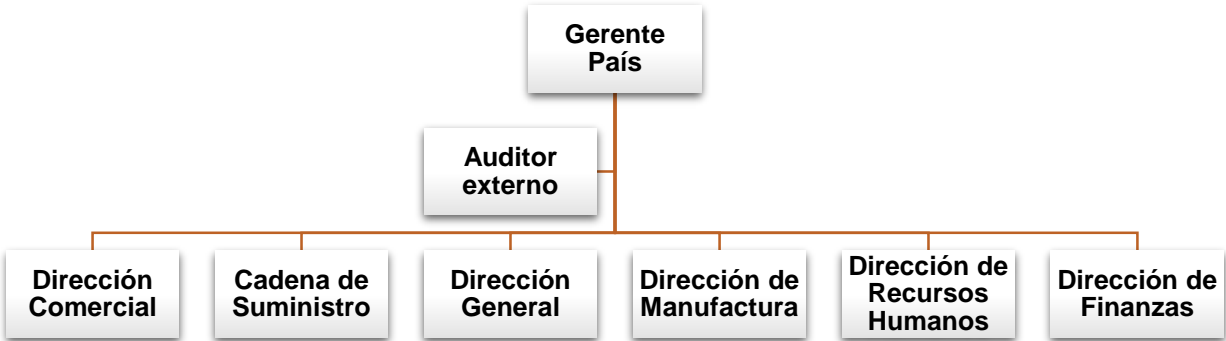 Gerente
País
Auditor
externo
Dirección
Comercial
Cadena de
Suministro
Dirección
General
Dirección de
Manufactura
Dirección de
Recursos
Humanos
Dirección de
Finanzas